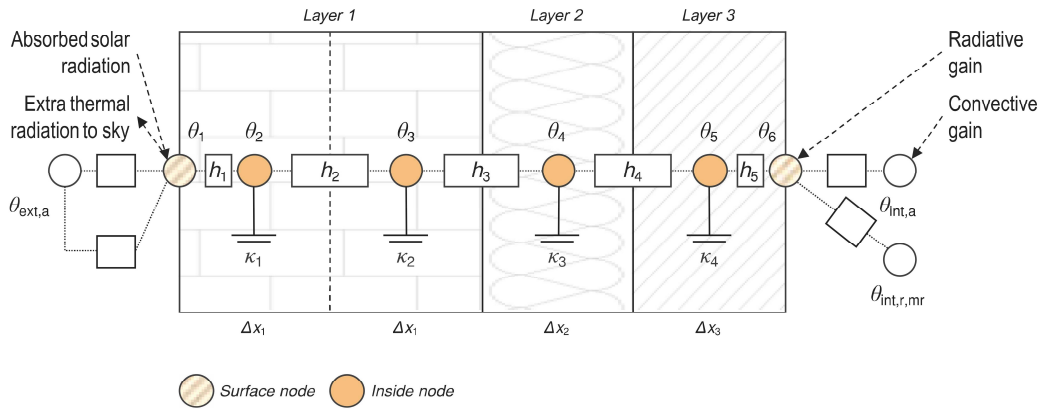 Layer 1 Layer 2 Layer 3
Absorbed solar
radiation
Radiative
gain
Extra thermal
radiation to sky
Convective
gain
θ1 θ2 θ3 θ4 θ5 θ6
h1 h2 h3 h4 h5
θext,a
θint,a
κ1 κ2 κ3 κ4
θint,r,mr
Δx1 Δx1 Δx2 Δx3
Surface node Inside node